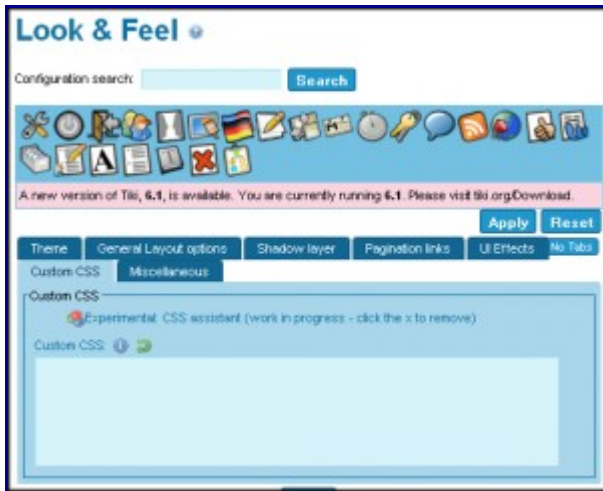 Look & Feel
Configuration search:
Search
A new version of Tiki, 6.1, is available. You are currently running 6.1. Please visit tiki.org/Download.
Apply Reset
Theme General Layout options Shadow layer Pagination links UI Effects No Tabs
Custom CSS Miscellaneous
Custom CSS
Experimental: CSS assistant (work in progress - click the x to remove)
Custom CSS: